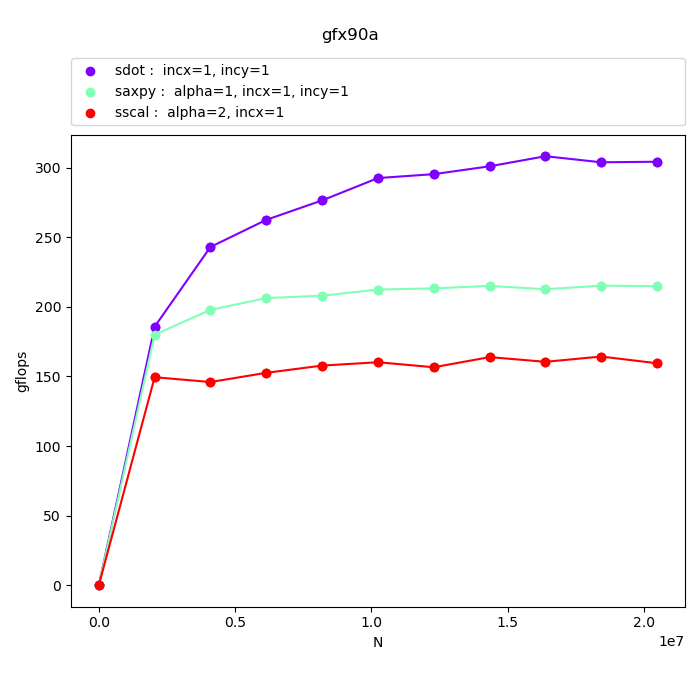 gfx90a
sdot :  incx=1, incy=1
saxpy :  alpha=1, incx=1, incy=1
sscal :  alpha=2, incx=1
300
250
200
150
100
50
0
gflops
0.0 0.5 1.0 1.5 2.0
1e7
N